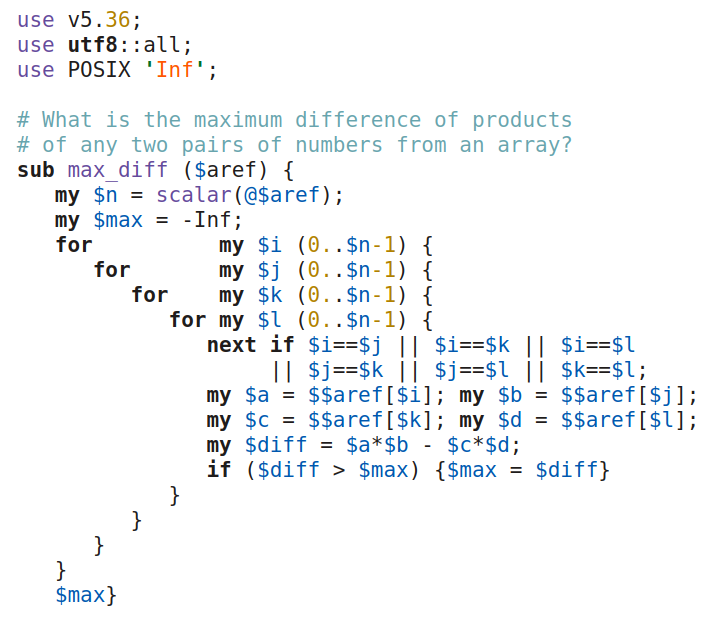 use v5.36;
use utf8::all;
use POSIX 'Inf';

# What is the maximum difference of products
# of any two pairs of numbers from an array?
sub max_diff ($aref) {
   my $n = scalar(@$aref);
   my $max = -Inf;
   for          my $i (0..$n-1) {
      for       my $j (0..$n-1) {
         for    my $k (0..$n-1) {
            for my $l (0..$n-1) {
               next if $i==$j || $i==$k || $i==$l
                    || $j==$k || $j==$l || $k==$l;
               my $a = $$aref[$i]; my $b = $$aref[$j];
               my $c = $$aref[$k]; my $d = $$aref[$l];
               my $diff = $a*$b - $c*$d;
               if ($diff > $max) {$max = $diff}
            }
         }
      }
   }
   $max}